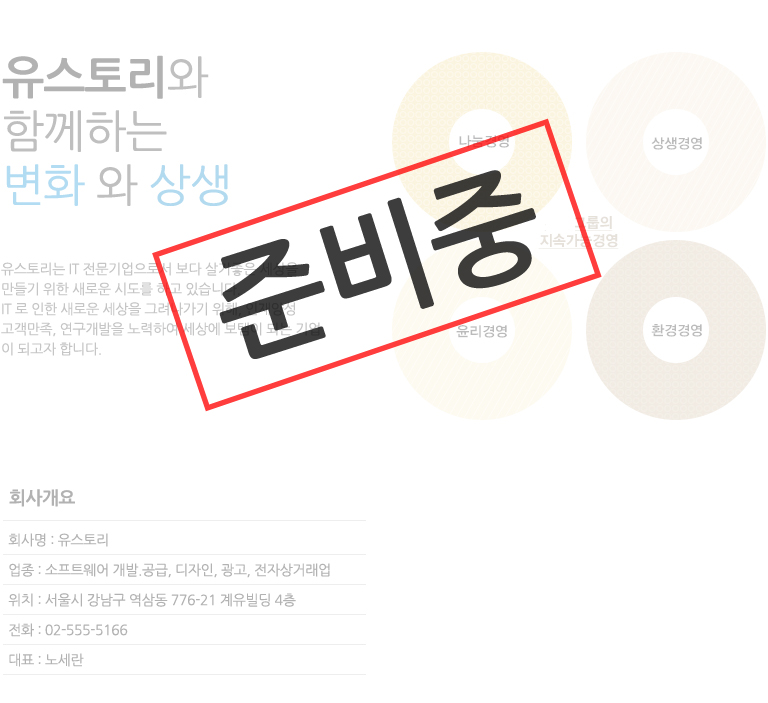 유스토리와
함께하는
변화 와 상생
유스토리는 IT 전문기업으로서 보다 살기좋은 세상을
만들기 위한 새로운 시도를 하고 있습니다.
IT 로 인한 새로운 세상을 그려나가기 위해,
고객만족, 연구개발을 노력하여 세상에 보탬이 되는 기업
이 되고자 합니다.
나눔경영
상생경영
그룹의
지속가능경영
윤리경영
환경경영
준비중
회사개요
회사명 : 유스토리
업종 : 소프트웨어 개발.공급, 디자인, 광고, 전자상거래업
위치 : 서울시 강남구 역삼동 776-21 계유빌딩 4층
전화 : 02-555-5166
대표 : 노세란